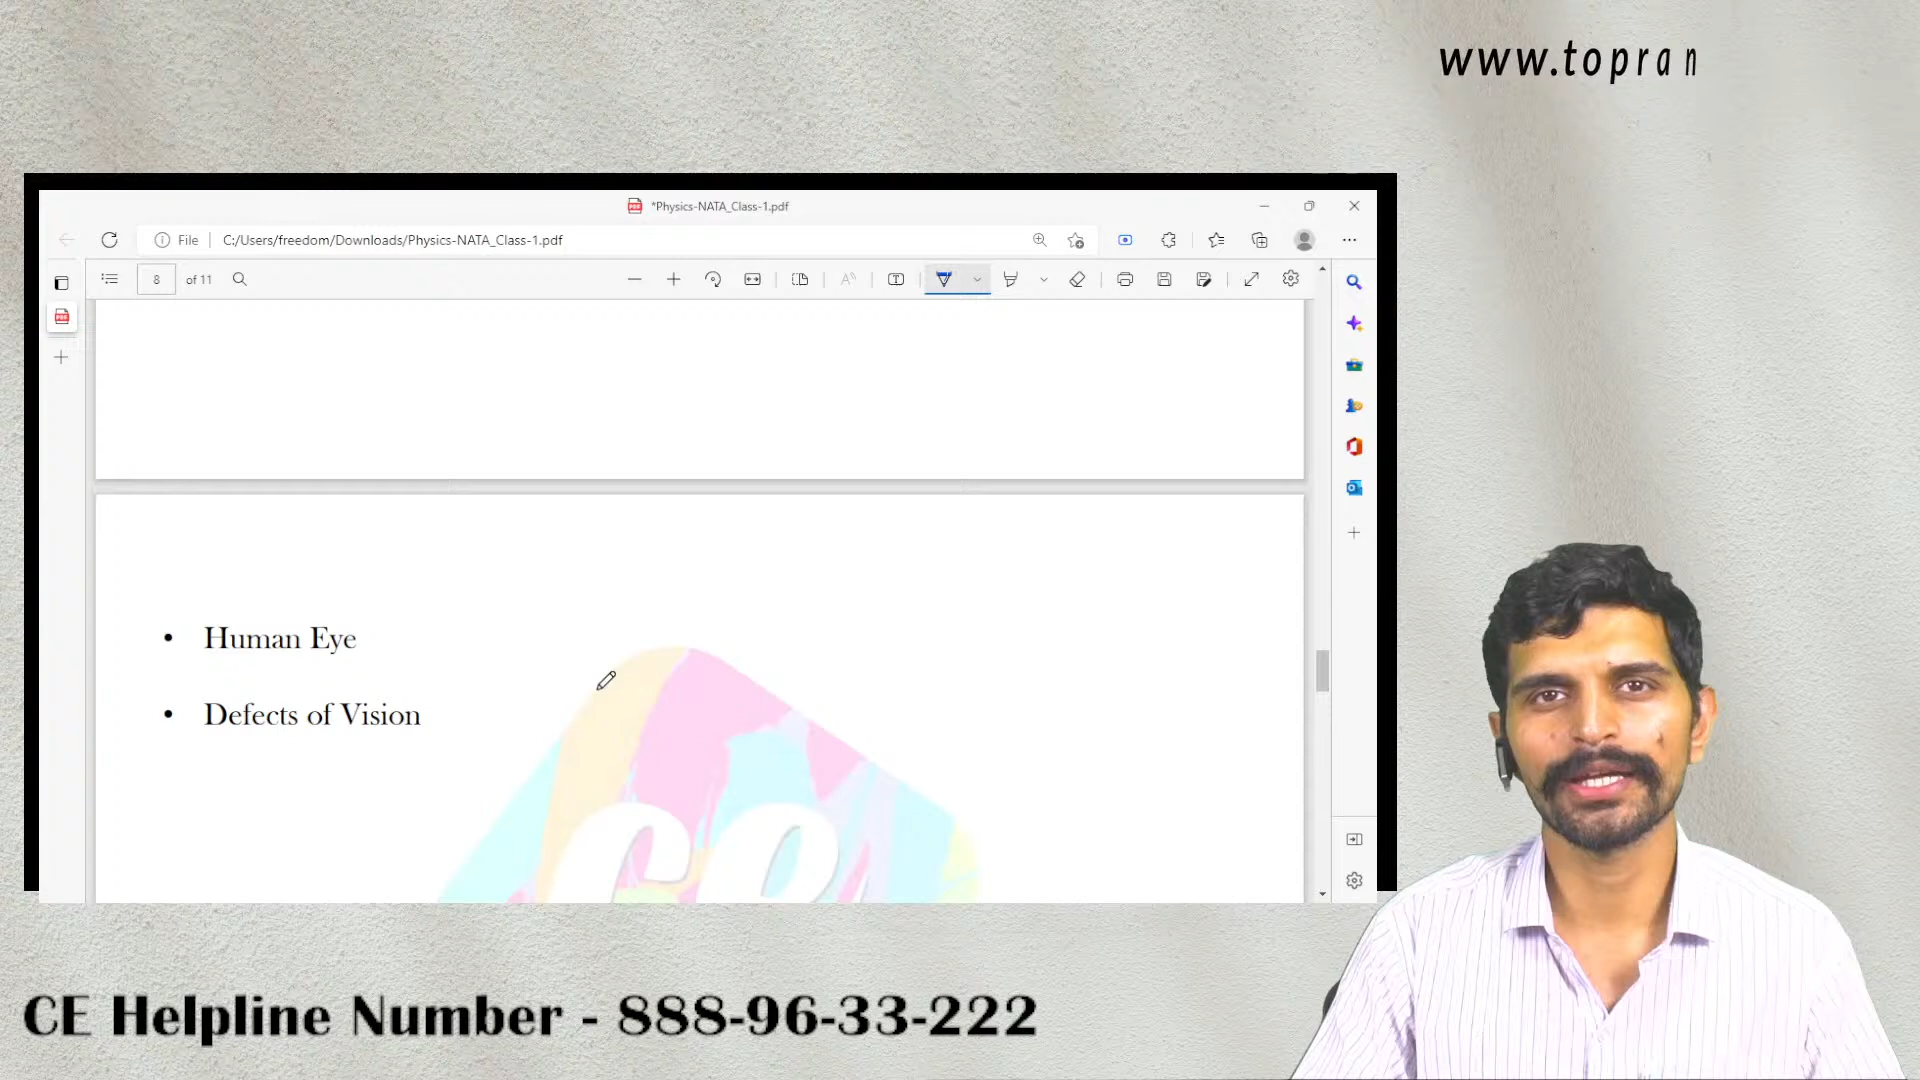 www.topran
*Physics-NATA_Class-1.pdf
File C:/Users/freedom/Downloads/Physics-NATA_Class-1.pdf
8 of 11
• Human Eye
• Defects of Vision
ce
CE Helpline Number - 888-96-33-222